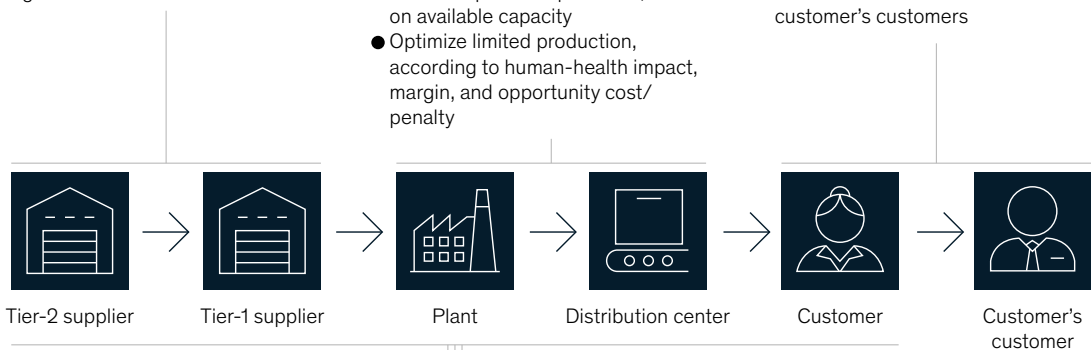 on available capacity
● Optimize limited production,
according to human-health impact,
margin, and opportunity cost/
penalty
customer’s customers
Tier-2 supplier
Tier-1 supplier
Plant
Distribution center
Customer
Customer’s
customer